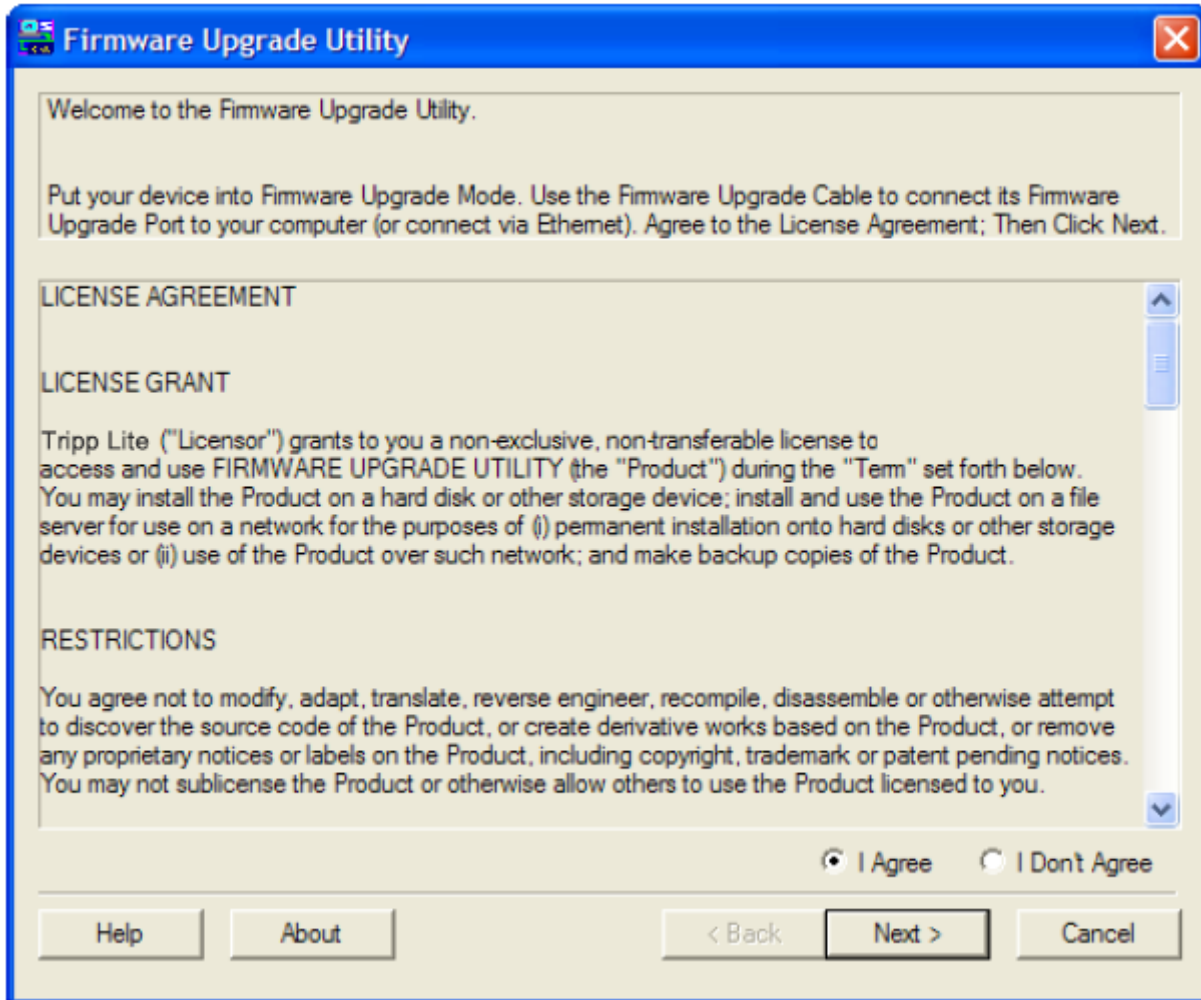 Firmware Upgrade Utility
Welcome to the Firmware Upgrade Utility.
Put your device into Firmware Upgrade Mode. Use the Firmware Upgrade Cable to connect its Firmware
Upgrade Port to your computer (or connect via Ethernet). Agree to the License Agreement; Then Click Next.
LICENSE AGREEMENT
LICENSE GRANT
Tripp Lite ("Licensor") grants to you a non-exclusive, non-transferable license to
access and use FIRMWARE UPGRADE UTILITY (the "Product") during the "Term" set forth below.
You may install the Product on a hard disk or other storage device; install and use the Product on a file
server for use on a network for the purposes of (i) permanent installation onto hard disks or other storage
devices or (ii) use of the Product over such network; and make backup copies of the Product.
RESTRICTIONS
You agree not to modify, adapt, translate, reverse engineer, recompile, disassemble or otherwise attempt
to discover the source code of the Product, or create derivative works based on the Product, or remove
any proprietary notices or labels on the Product, including copyright, trademark or patent pending notices.
You may not sublicense the Product or otherwise allow others to use the Product licensed to you.
I Agree I Don't Agree
Help About < Back Next > Cancel